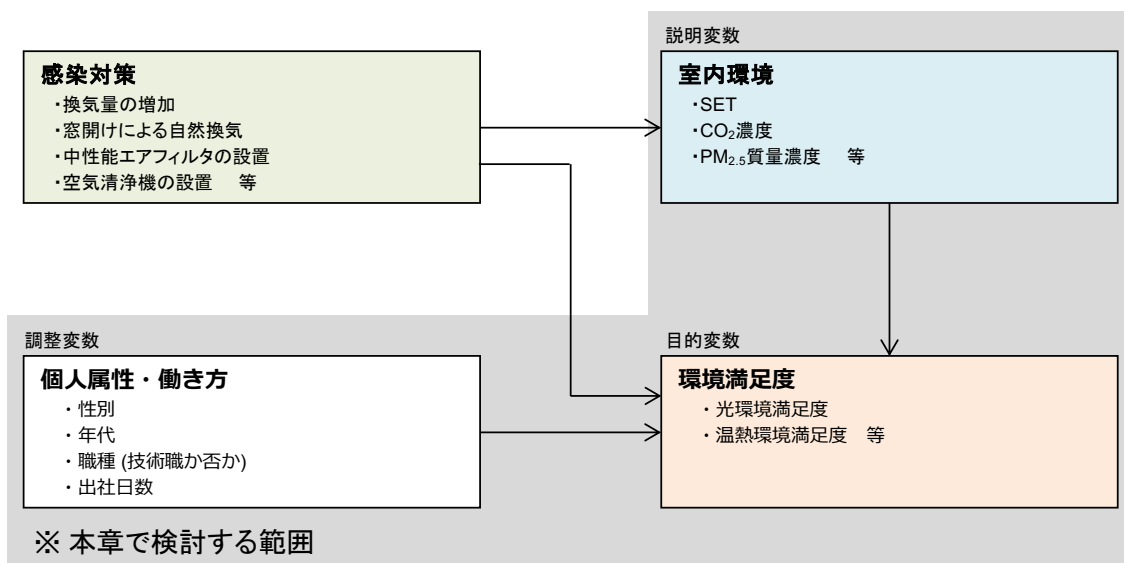 感染対策
・換気量の増加
・窓開けによる自然換気
・中性能エアフィルタの設置
・空気清浄機の設置 等
説明変数
室内環境
・SET
・CO₂濃度
・PM₂.₅質量濃度 等
調整変数
個人属性・働き方
・性別
・年代
・職種 (技術職か否か)
・出社日数
目的変数
環境満足度
・光環境満足度
・温熱環境満足度 等
※ 本章で検討する範囲